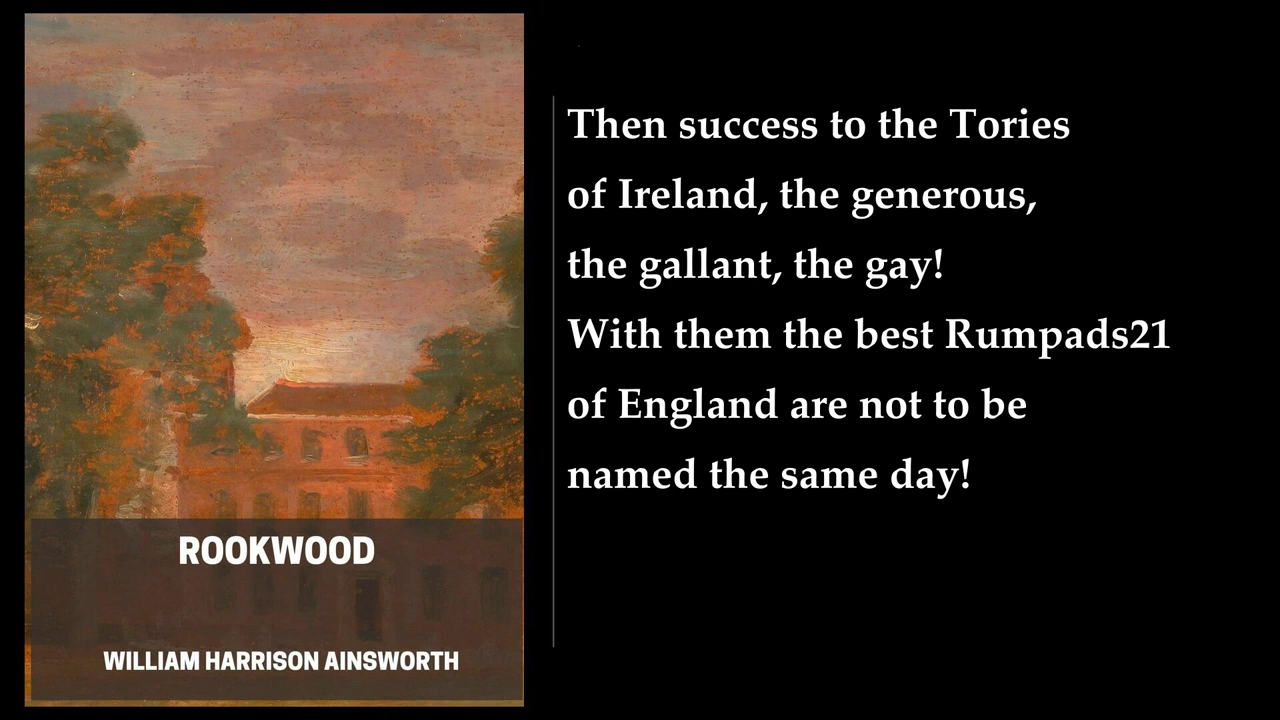 Then success to the Tories
of Ireland, the generous,
the gallant, the gay!
With them the best Rumpads21
of England are not to be
named the same day!
ROOKWOOD
WILLIAM HARRISON AINSWORTH